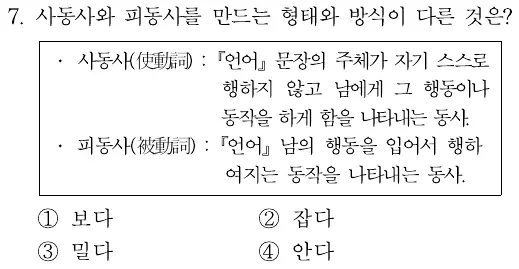 7. 사동사와 피동사를 만드는 형태와 방식이 다른 것은?
· 사동사(使動詞) : 『언어』 문장의 주체가 자기 스스로
행하지 않고 남에게 그 행동이나
동작을 하게 함을 나타내는 동사.
· 피동사(被動詞) : 『언어』 남의 행동을 입어서 행하
여지는 동작을 나타내는 동사.
① 보다 ② 잡다
③ 밀다 ④ 안다